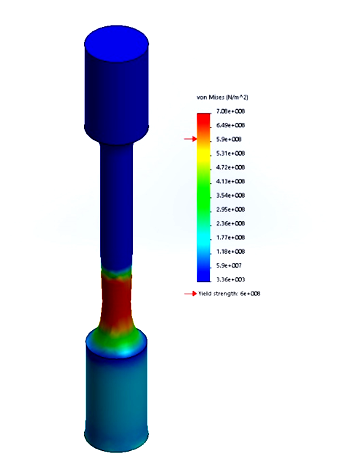 von Mises (N/m^2)
7.08e+008
6.49e+008
5.9e+008
5.31e+008
4.72e+008
4.13e+008
3.54e+008
2.95e+008
2.36e+008
1.77e+008
1.18e+008
5.9e+007
3.36e+003
Yield strength: 6e+008